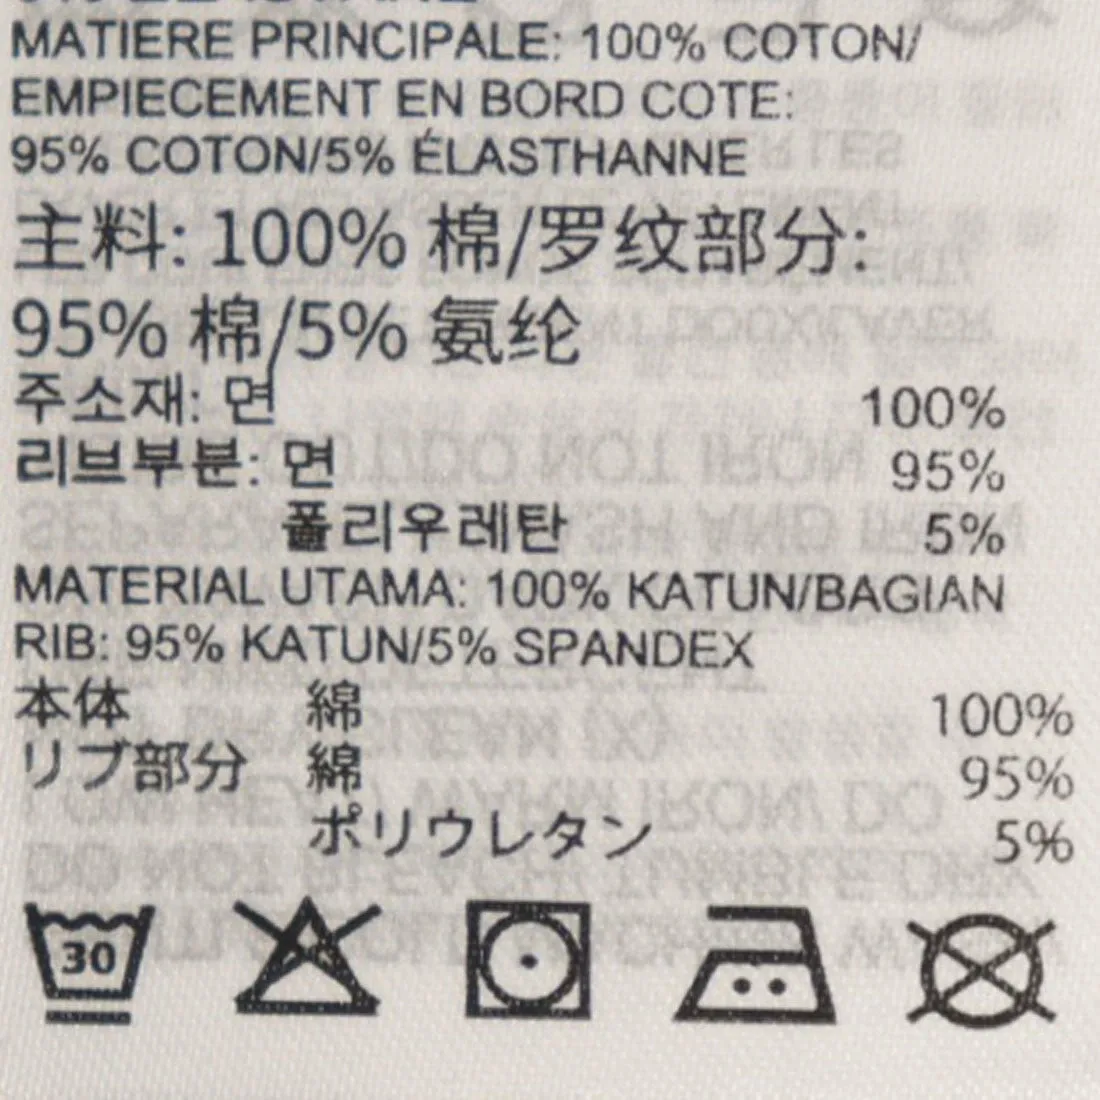 MATIERE PRINCIPALE: 100% COTON/
EMPIECEMENT EN BORD COTE:
95% COTON/5% ÉLASTHANNE
主料: 100% 棉/罗纹部分:
95% 棉/5% 氨纶
주소재: 면 100%
리브부분: 면 95%
폴리우레탄 5%
MATERIAL UTAMA: 100% KATUN/BAGIAN
RIB: 95% KATUN/5% SPANDEX
本体 綿 100%
リブ部分 綿 95%
ポリウレタン 5%
30